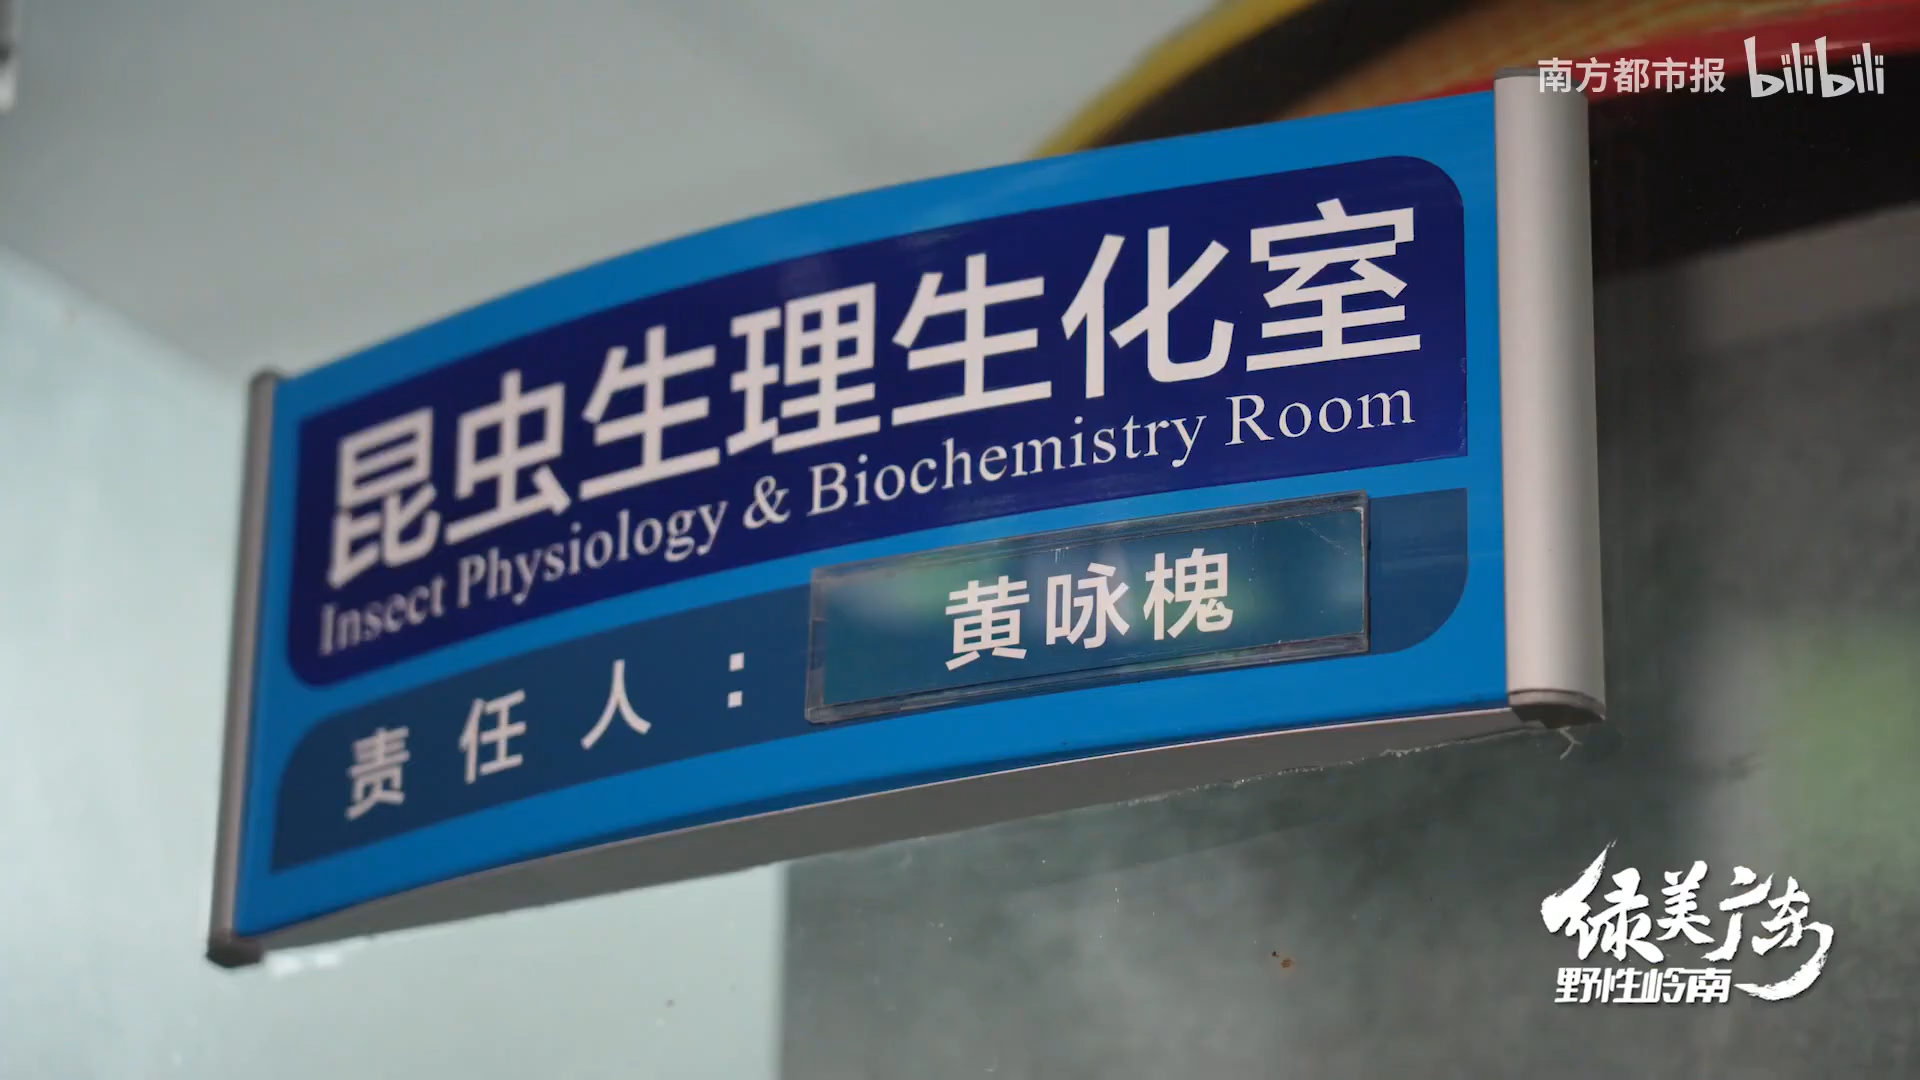 南方都市报 bilibili
昆虫生理生化室
Insect Physiology & Biochemistry Room
责任人：黄咏槐
绿美广东
野性岭南